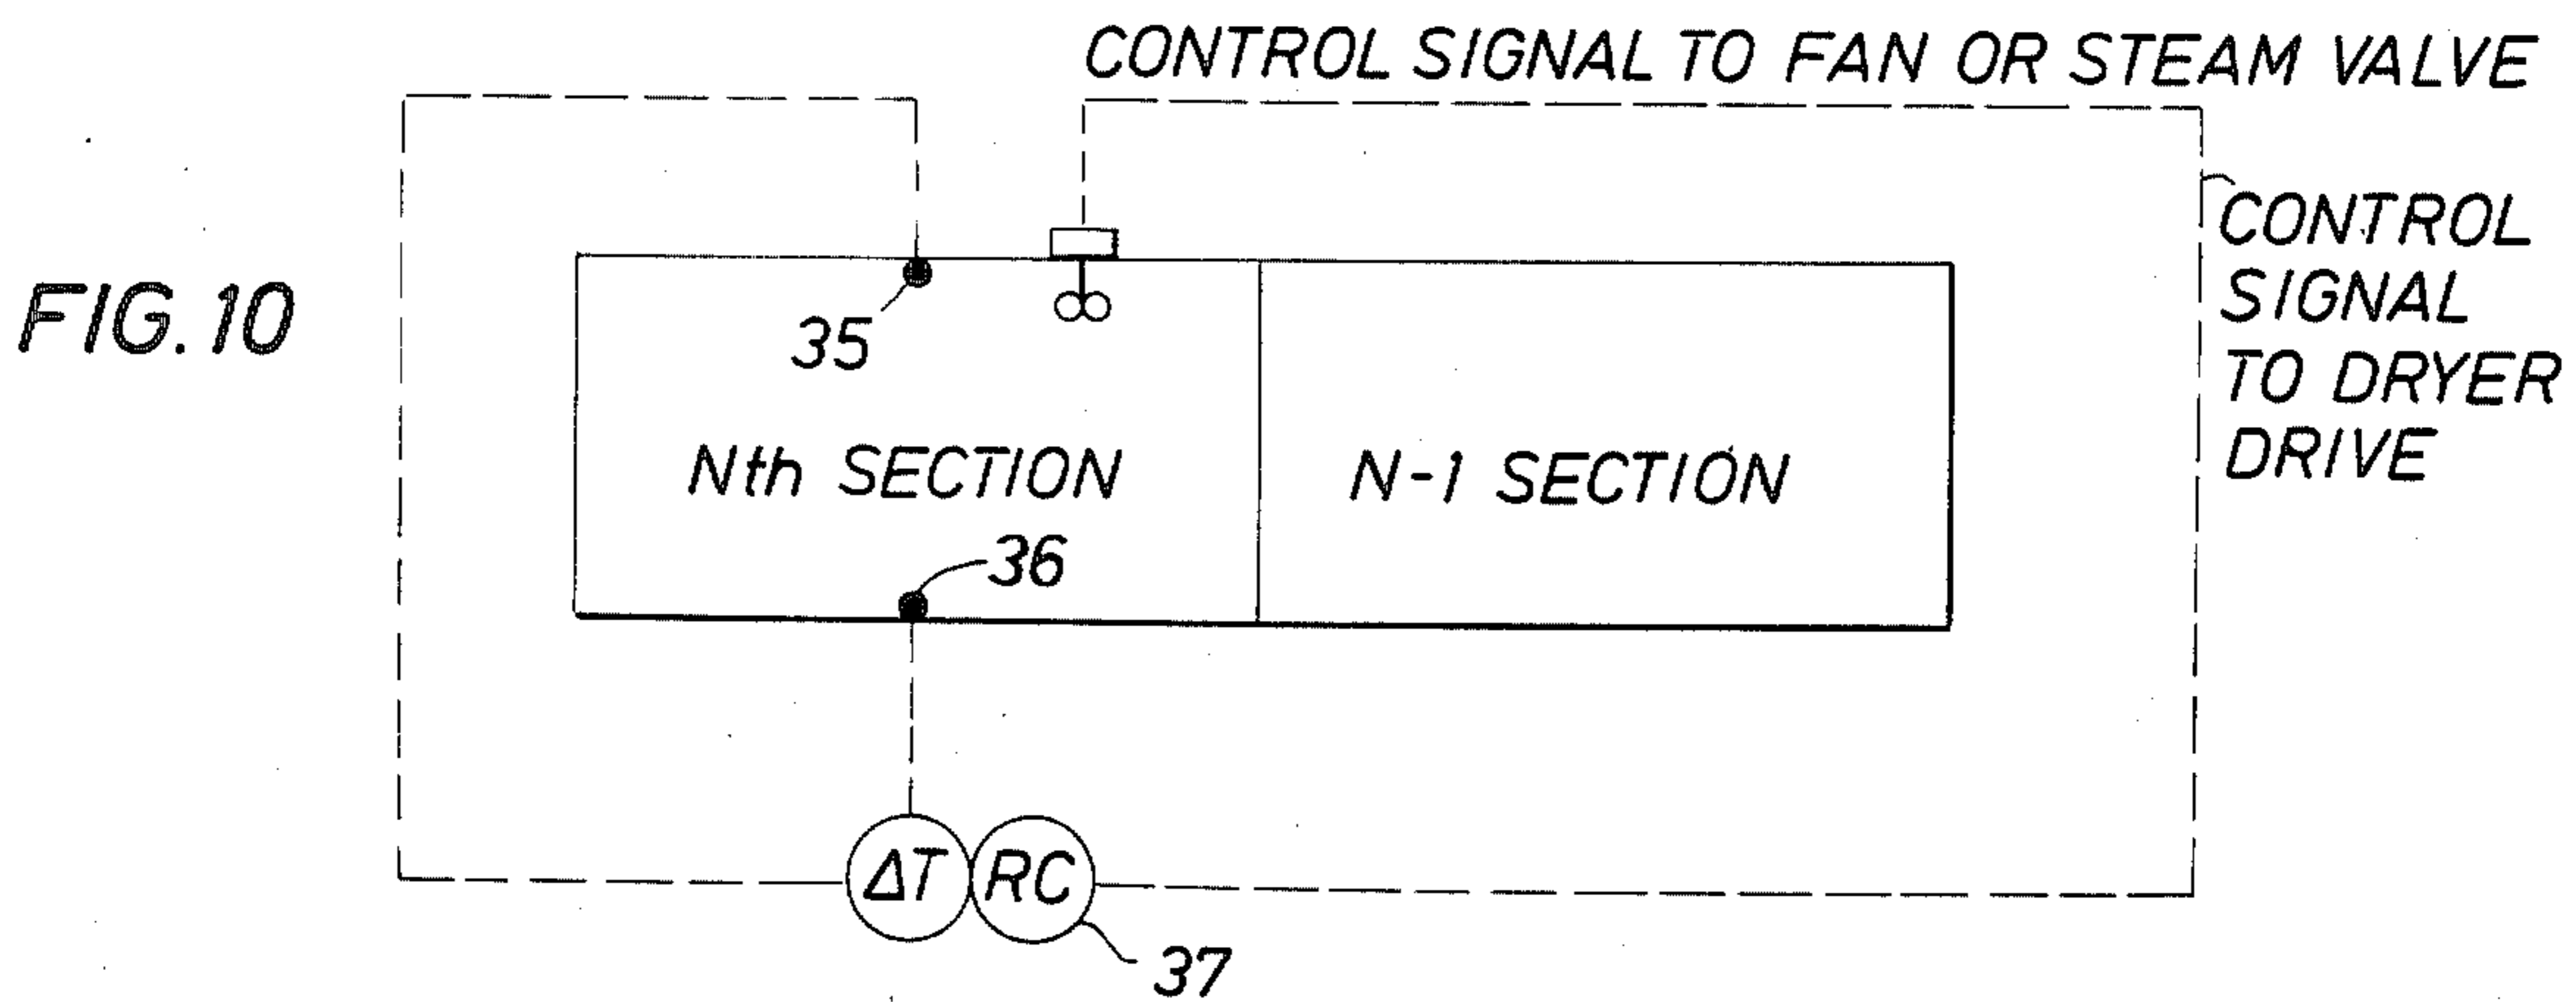 CONTROL SIGNAL TO FAN OR STEAM VALVE
CONTROL
SIGNAL
TO DRYER
DRIVE
FIG. 10
35
Nth SECTION
N-1 SECTION
36
ΔT
RC
37